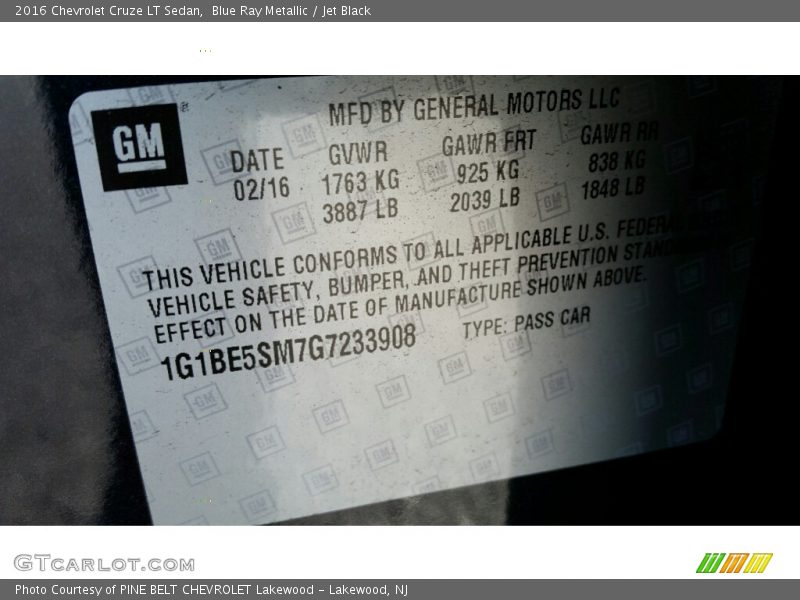 2016 Chevrolet Cruze LT Sedan,  Blue Ray Metallic / Jet Black
GM
MFD BY GENERAL MOTORS LLC
DATE GVWR GAWR FRT GAWR RR
02/16 1763 KG 925 KG 838 KG
3887 LB 2039 LB 1848 LB
THIS VEHICLE CONFORMS TO ALL APPLICABLE U.S. FEDERAL
VEHICLE SAFETY, BUMPER, AND THEFT PREVENTION
EFFECT ON THE DATE OF MANUFACTURE SHOWN ABOVE.
1G1BE5SM7G7233908 TYPE: PASS CAR
GTCARLOT.COM
Photo Courtesy of PINE BELT CHEVROLET Lakewood - Lakewood, NJ